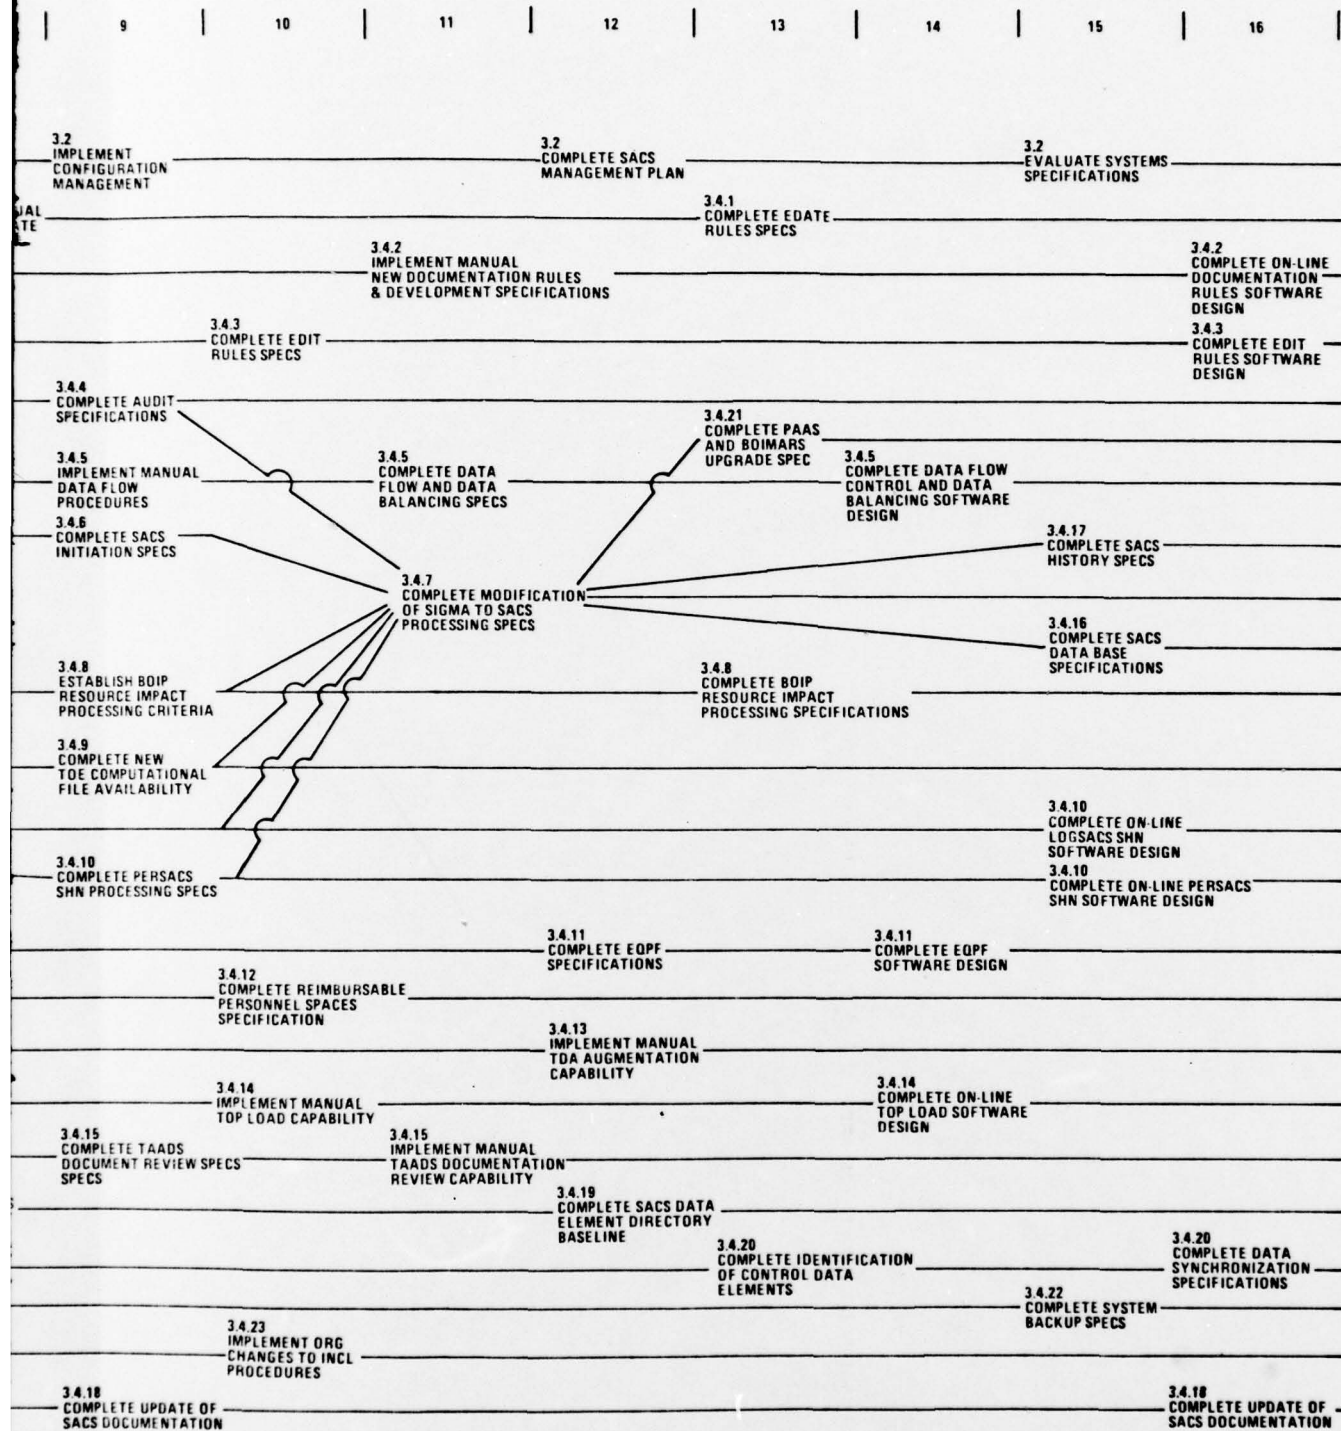 9 10 11 12 13 14 15 16
3.2
IMPLEMENT
CONFIGURATION
MANAGEMENT
3.2
COMPLETE SACS
MANAGEMENT PLAN
3.2
EVALUATE SYSTEMS
SPECIFICATIONS
3.4.1
COMPLETE EDATE
RULES SPECS
3.4.2
IMPLEMENT MANUAL
NEW DOCUMENTATION RULES
& DEVELOPMENT SPECIFICATIONS
3.4.2
COMPLETE ON-LINE
DOCUMENTATION
RULES SOFTWARE
DESIGN
3.4.3
COMPLETE EDIT
RULES SPECS
3.4.3
COMPLETE EDIT
RULES SOFTWARE
DESIGN
3.4.4
COMPLETE AUDIT
SPECIFICATIONS
3.4.21
COMPLETE PAAS
AND BOIMARS
UPGRADE SPEC
3.4.5
IMPLEMENT MANUAL
DATA FLOW
PROCEDURES
3.4.5
COMPLETE DATA
FLOW AND DATA
BALANCING SPECS
3.4.5
COMPLETE DATA FLOW
CONTROL AND DATA
BALANCING SOFTWARE
DESIGN
3.4.6
COMPLETE SACS
INITIATION SPECS
3.4.17
COMPLETE SACS
HISTORY SPECS
3.4.7
COMPLETE MODIFICATION
OF SIGMA TO SACS
PROCESSING SPECS
3.4.16
COMPLETE SACS
DATA BASE
SPECIFICATIONS
3.4.8
ESTABLISH BOIP
RESOURCE IMPACT
PROCESSING CRITERIA
3.4.8
COMPLETE BOIP
RESOURCE IMPACT
PROCESSING SPECIFICATIONS
3.4.9
COMPLETE NEW
TOE COMPUTATIONAL
FILE AVAILABILITY
3.4.10
COMPLETE ON-LINE
LOGSACS SHN
SOFTWARE DESIGN
3.4.10
COMPLETE PERSACS
SHN PROCESSING SPECS
3.4.10
COMPLETE ON-LINE PERSACS
SHN SOFTWARE DESIGN
3.4.11
COMPLETE EQPF
SPECIFICATIONS
3.4.11
COMPLETE EQPF
SOFTWARE DESIGN
3.4.12
COMPLETE REIMBURSABLE
PERSONNEL SPACES
SPECIFICATION
3.4.13
IMPLEMENT MANUAL
TDA AUGMENTATION
CAPABILITY
3.4.14
IMPLEMENT MANUAL
TOP LOAD CAPABILITY
3.4.14
COMPLETE ON-LINE
TOP LOAD SOFTWARE
DESIGN
3.4.15
COMPLETE TAADS
DOCUMENT REVIEW SPECS
SPECS
3.4.15
IMPLEMENT MANUAL
TAADS DOCUMENTATION
REVIEW CAPABILITY
3.4.19
COMPLETE SACS DATA
ELEMENT DIRECTORY
BASELINE
3.4.20
COMPLETE IDENTIFICATION
OF CONTROL DATA
ELEMENTS
3.4.20
COMPLETE DATA
SYNCHRONIZATION
SPECIFICATIONS
3.4.22
COMPLETE SYSTEM
BACKUP SPECS
3.4.23
IMPLEMENT ORG
CHANGES TO INCL
PROCEDURES
3.4.18
COMPLETE UPDATE OF
SACS DOCUMENTATION
3.4.18
COMPLETE UPDATE OF
SACS DOCUMENTATION